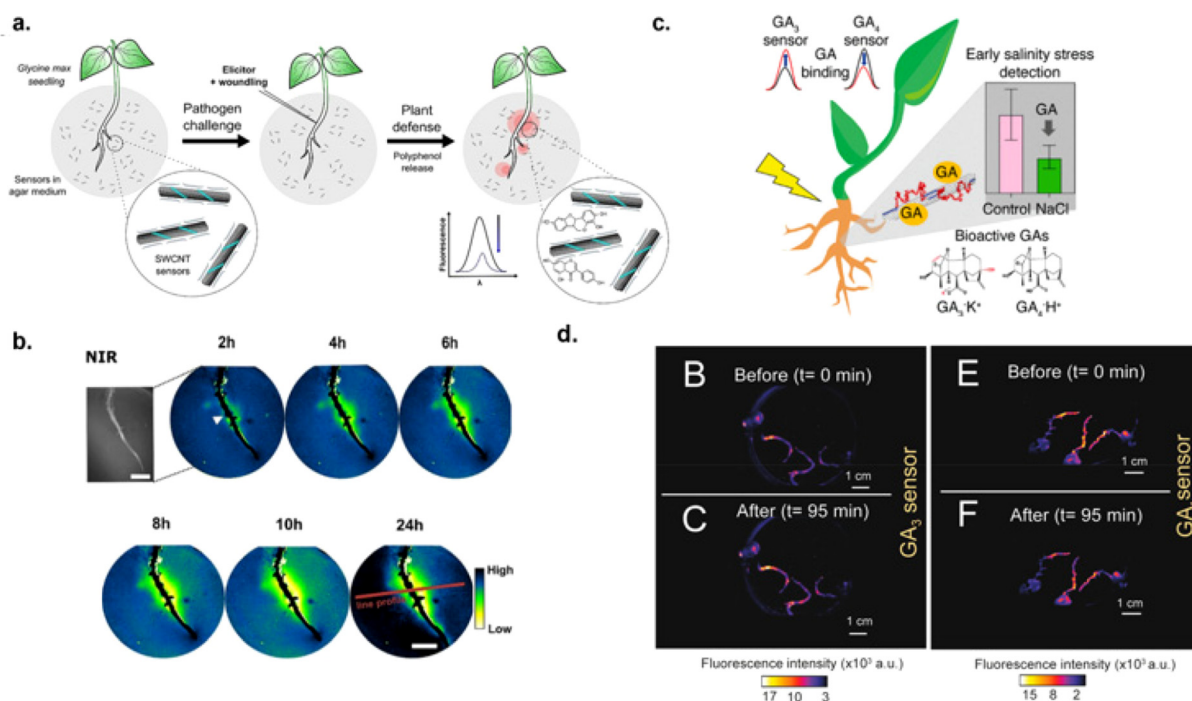 a.
Glycine max
seedling
Pathogen
challenge
Sensors in
agar medium
SWCNT
sensors
Elicitor
+ woundling
Plant
defense
Polyphenol
release
Fluorescence
λ
c.
GA3
sensor
GA4
sensor
GA
binding
Early salinity stress
detection
GA
GA
GA
Control NaCl
Bioactive GAs
GA3-K+
GA4-H+
b.
NIR
2h
4h
6h
8h
10h
24h
line profile
High
Low
d.
B
Before (t= 0 min)
1 cm
C
After (t= 95 min)
1 cm
GA3 sensor
Fluorescence intensity (x10³ a.u.)
17 10 3
E
Before (t= 0 min)
1 cm
F
After (t= 95 min)
1 cm
sensor
Fluorescence intensity (x10³ a.u.)
15 8 2